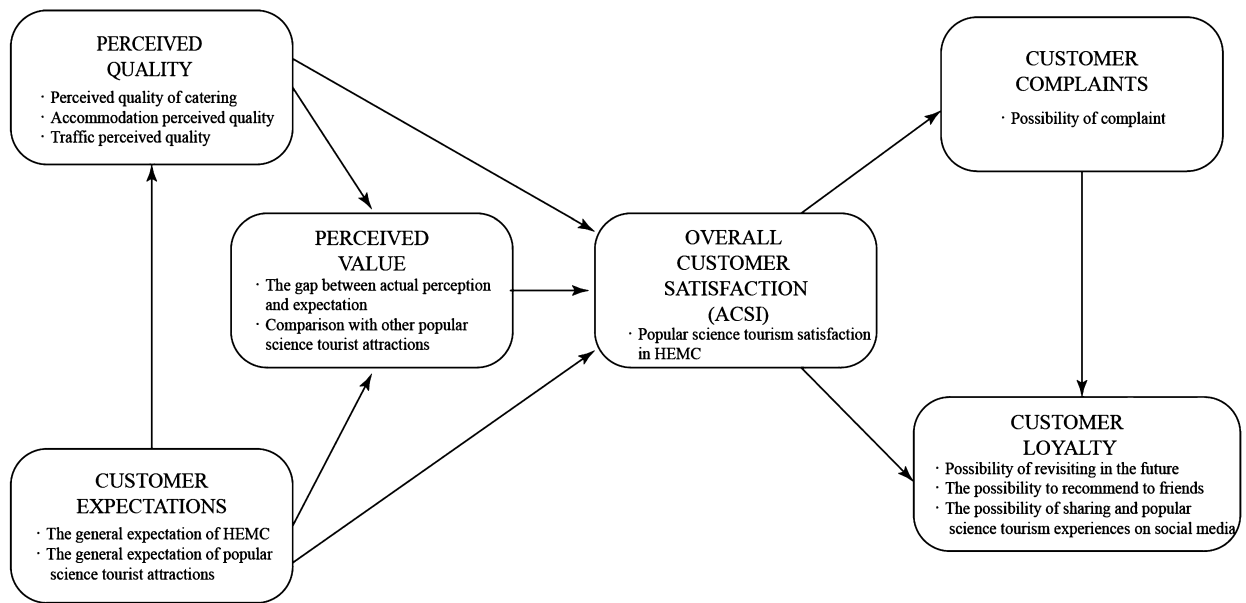 PERCEIVED
QUALITY
· Perceived quality of catering
· Accommodation perceived quality
· Traffic perceived quality
CUSTOMER
COMPLAINTS
· Possibility of complaint
PERCEIVED
VALUE
· The gap between actual perception
and expectation
· Comparison with other popular
science tourist attractions
OVERALL
CUSTOMER
SATISFACTION
(ACSI)
· Popular science tourism satisfaction
in HEMC
CUSTOMER
EXPECTATIONS
· The general expectation of HEMC
· The general expectation of popular
science tourist attractions
CUSTOMER
LOYALTY
· Possibility of revisiting in the future
· The possibility to recommend to friends
· The possibility of sharing and popular
science tourism experiences on social media